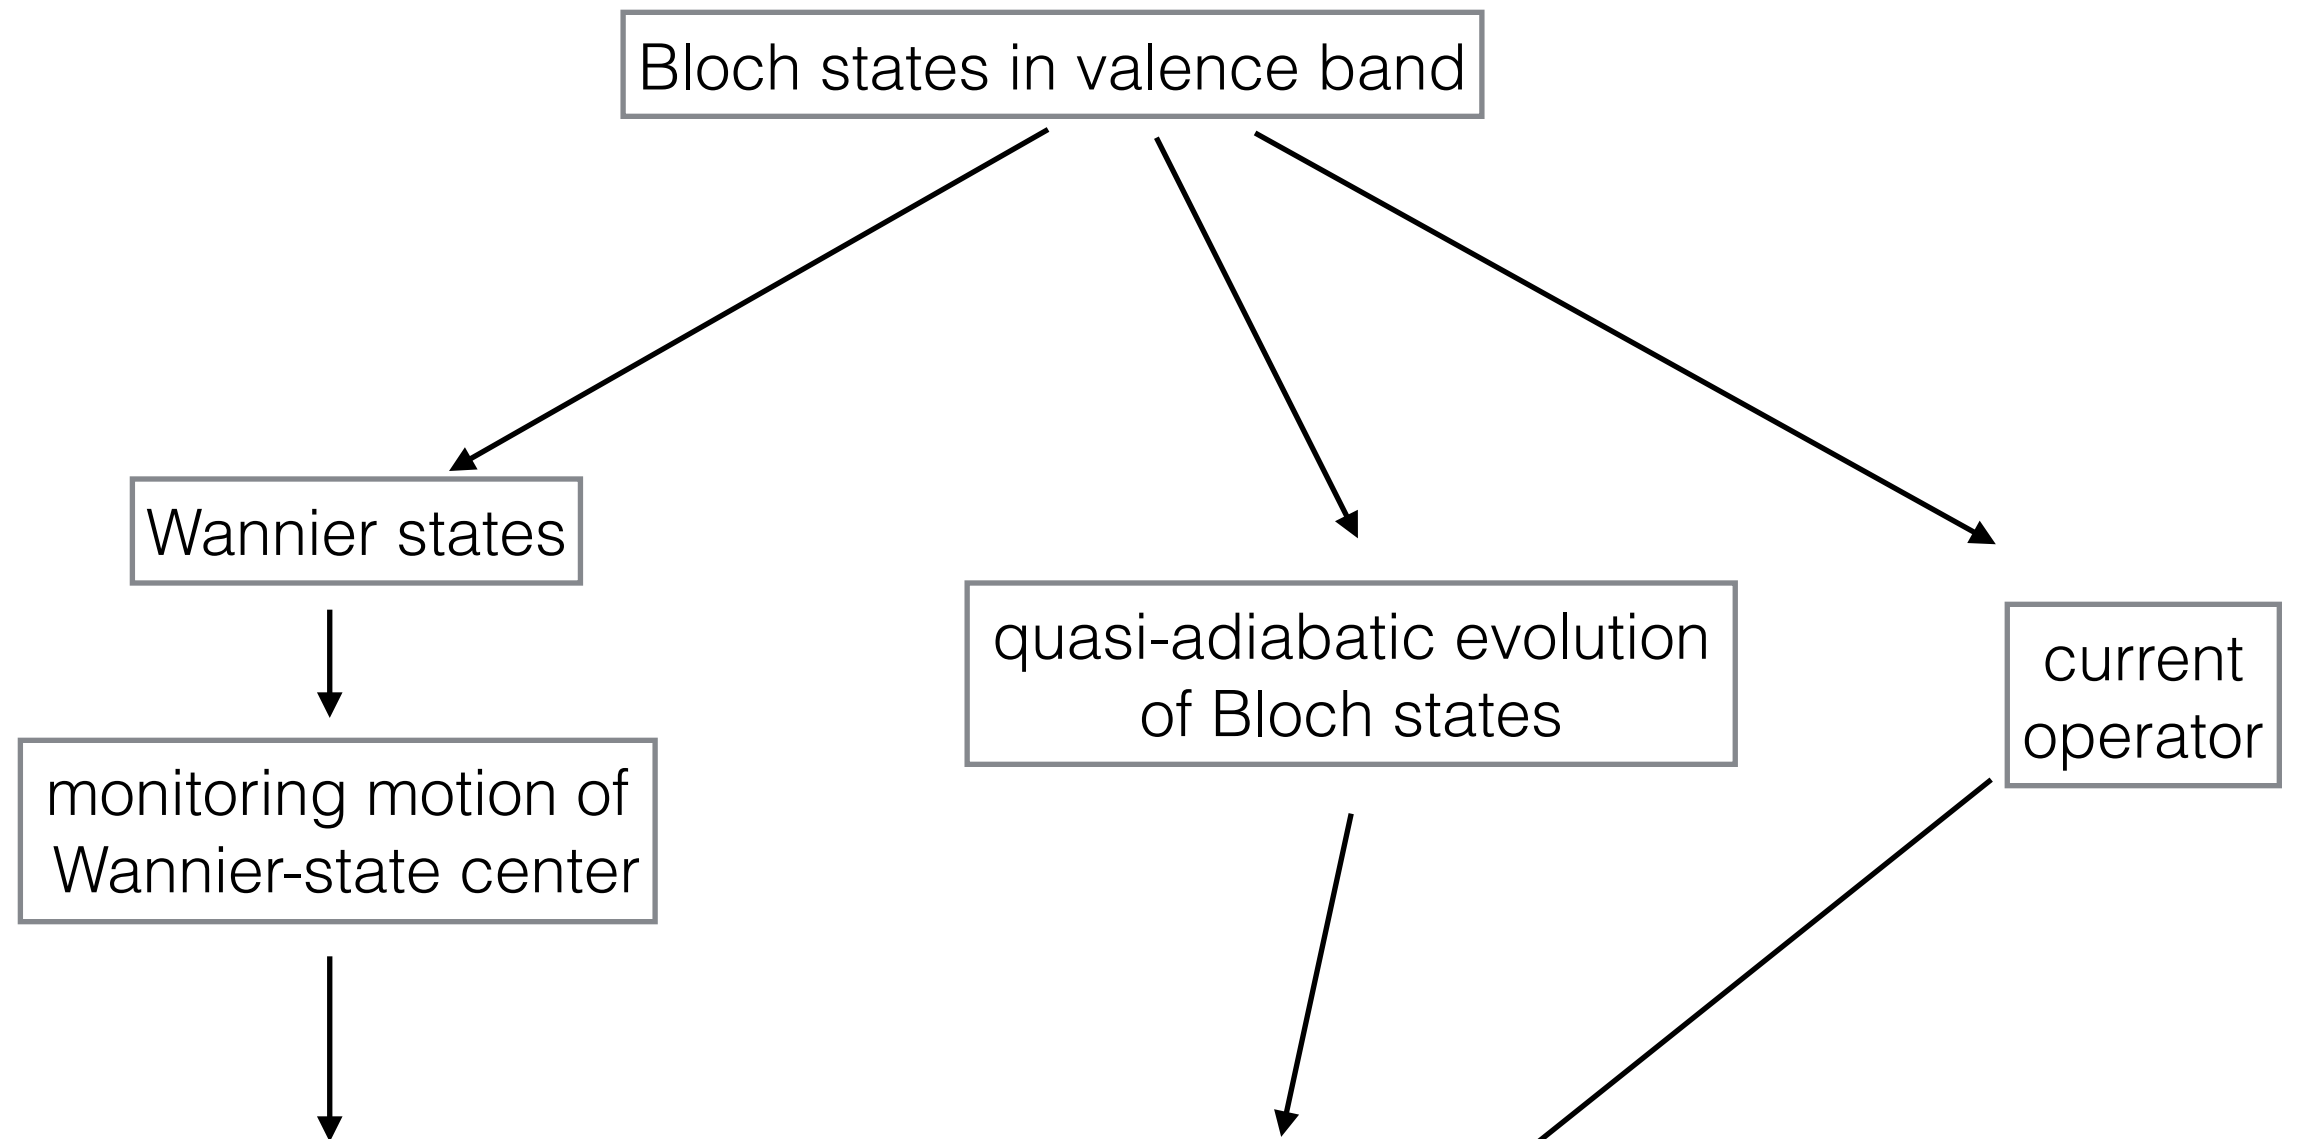 Bloch states in valence band
Wannier states
quasi-adiabatic evolution
of Bloch states
current
operator
monitoring motion of
Wannier-state center